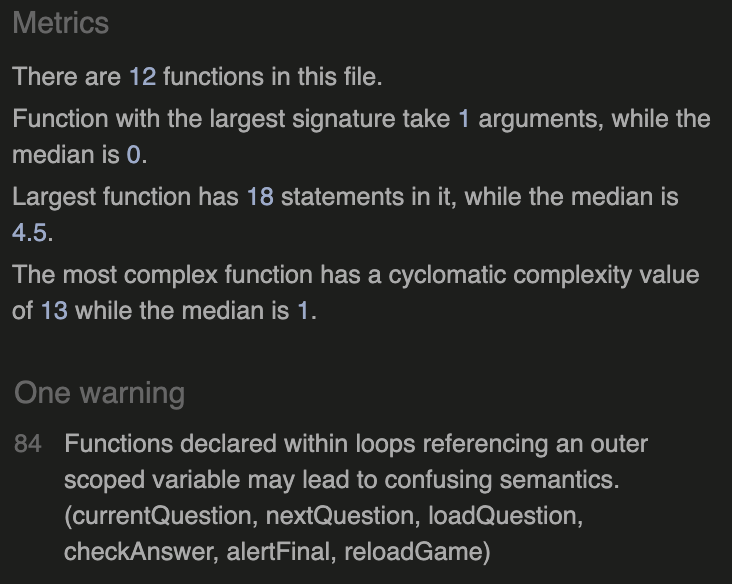 Metrics
There are 12 functions in this file.
Function with the largest signature take 1 arguments, while the
median is 0.
Largest function has 18 statements in it, while the median is
4.5.
The most complex function has a cyclomatic complexity value
of 13 while the median is 1.
One warning
84 Functions declared within loops referencing an outer
scoped variable may lead to confusing semantics.
(currentQuestion, nextQuestion, loadQuestion,
checkAnswer, alertFinal, reloadGame)